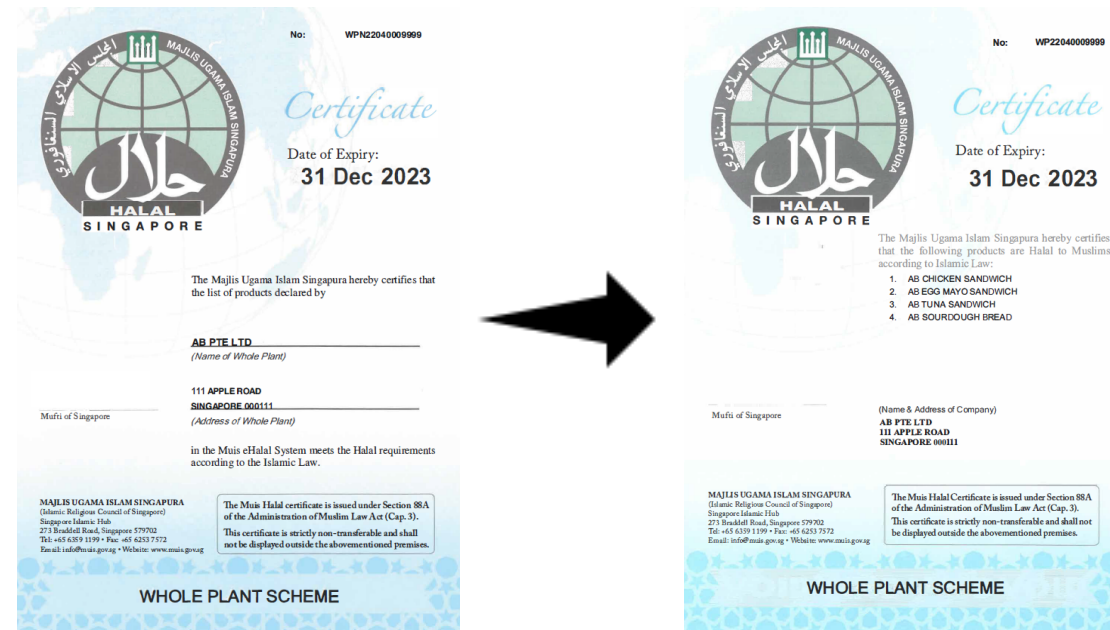 المجلس الاسلامي السنغافوري
MAJLIS UGAMA ISLAM SINGAPURA
حلال
HALAL
SINGAPORE
No: WPN22040009999
Certificate
Date of Expiry:
31 Dec 2023
The Majlis Ugama Islam Singapura hereby certifies that
the list of products declared by
AB PTE LTD
(Name of Whole Plant)
111 APPLE ROAD
SINGAPORE 000111
(Address of Whole Plant)
Mufti of Singapore
in the Muis eHalal System meets the Halal requirements
according to the Islamic Law.
MAJLIS UGAMA ISLAM SINGAPURA
(Islamic Religious Council of Singapore)
Singapore Islamic Hub
273 Braddell Road, Singapore 579702
Tel: +65 6359 1199 • Fax: +65 6253 7572
Email: info@muis.gov.sg • Website: www.muis.gov.sg
The Muis Halal certificate is issued under Section 88A
of the Administration of Muslim Law Act (Cap. 3).
This certificate is strictly non-transferable and shall
not be displayed outside the abovementioned premises.
WHOLE PLANT SCHEME
المجلس الاسلامي السنغافوري
MAJLIS UGAMA ISLAM SINGAPURA
حلال
HALAL
SINGAPORE
No: WP22040009999
Certificate
Date of Expiry:
31 Dec 2023
The Majlis Ugama Islam Singapura hereby certifies
that the following products are Halal to Muslims
according to Islamic Law:
1. AB CHICKEN SANDWICH
2. AB EGG MAYO SANDWICH
3. AB TUNA SANDWICH
4. AB SOURDOUGH BREAD
Mufti of Singapore
(Name & Address of Company)
AB PTE LTD
111 APPLE ROAD
SINGAPORE 000111
MAJLIS UGAMA ISLAM SINGAPURA
(Islamic Religious Council of Singapore)
Singapore Islamic Hub
273 Braddell Road, Singapore 579702
Tel: +65 6359 1199 • Fax: +65 6253 7572
Email: info@muis.gov.sg • Website: www.muis.gov.sg
The Muis Halal Certificate is issued under Section 88A
of the Administration of Muslim Law Act (Cap. 3).
This certificate is strictly non-transferable and shall not
be displayed outside the abovementioned premises.
WHOLE PLANT SCHEME